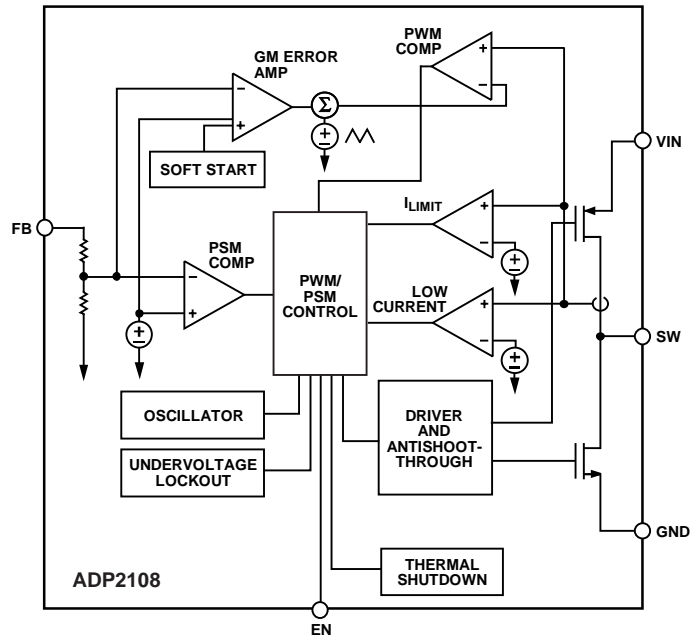 PWM
COMP
GM ERROR
AMP
Σ
SOFT START
VIN
FB
I LIMIT
PSM
COMP
PWM/
PSM
CONTROL
LOW
CURRENT
SW
OSCILLATOR
DRIVER
AND
ANTISHOOT-
THROUGH
UNDERVOLTAGE
LOCKOUT
GND
THERMAL
SHUTDOWN
ADP2108
EN